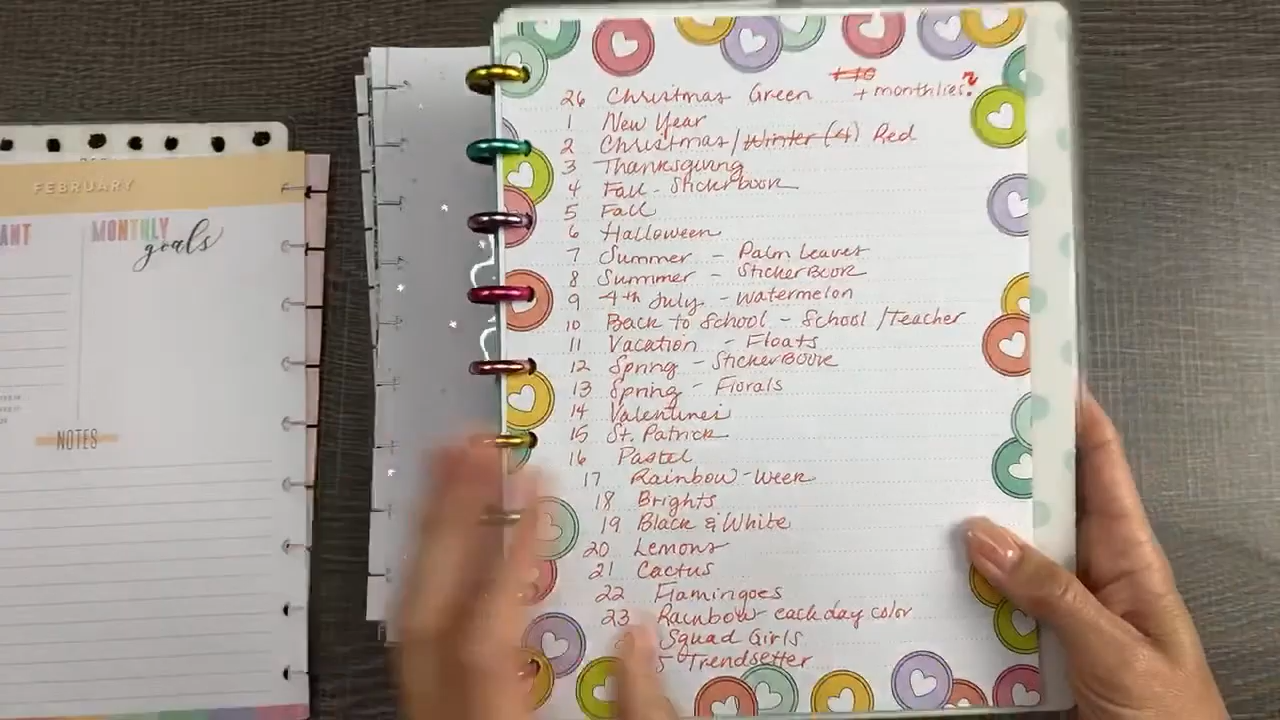 FEBRUARY
ANT
MONTHLY
goals
NOTES
+10
+ monthlies?
26 Christmas Green
1 New Year
2 Christmas/Winter (4) Red
3 Thanksgiving
4 Fall - Stickerbook
5 Fall
6 Halloween
7 Summer - Palm Leaves
8 Summer - StickerBook
9 4th July - Watermelon
10 Back to School - School/Teacher
11 Vacation - Floats
12 Spring - StickerBook
13 Spring - Florals
14 Valentines
15 St. Patrick
16 Pastel
17 Rainbow-Week
18 Brights
19 Black & White
20 Lemons
21 Cactus
22 Flamingoes
23 Rainbow - each day color
Squad Girls
5 Trendsetter